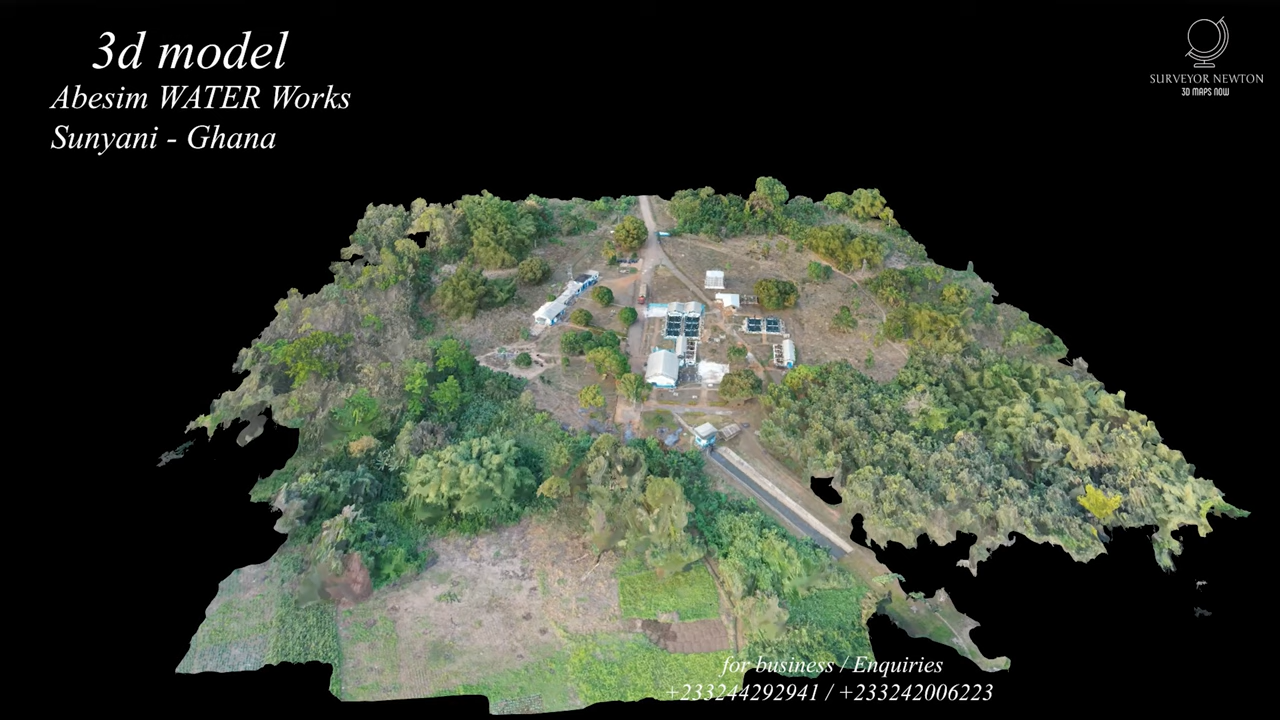 3d model
Abesim WATER Works
Sunyani - Ghana
SURVEYOR NEWTON
3D MAPS NOW
for business / Enquiries
+233244292941 / +233242006223